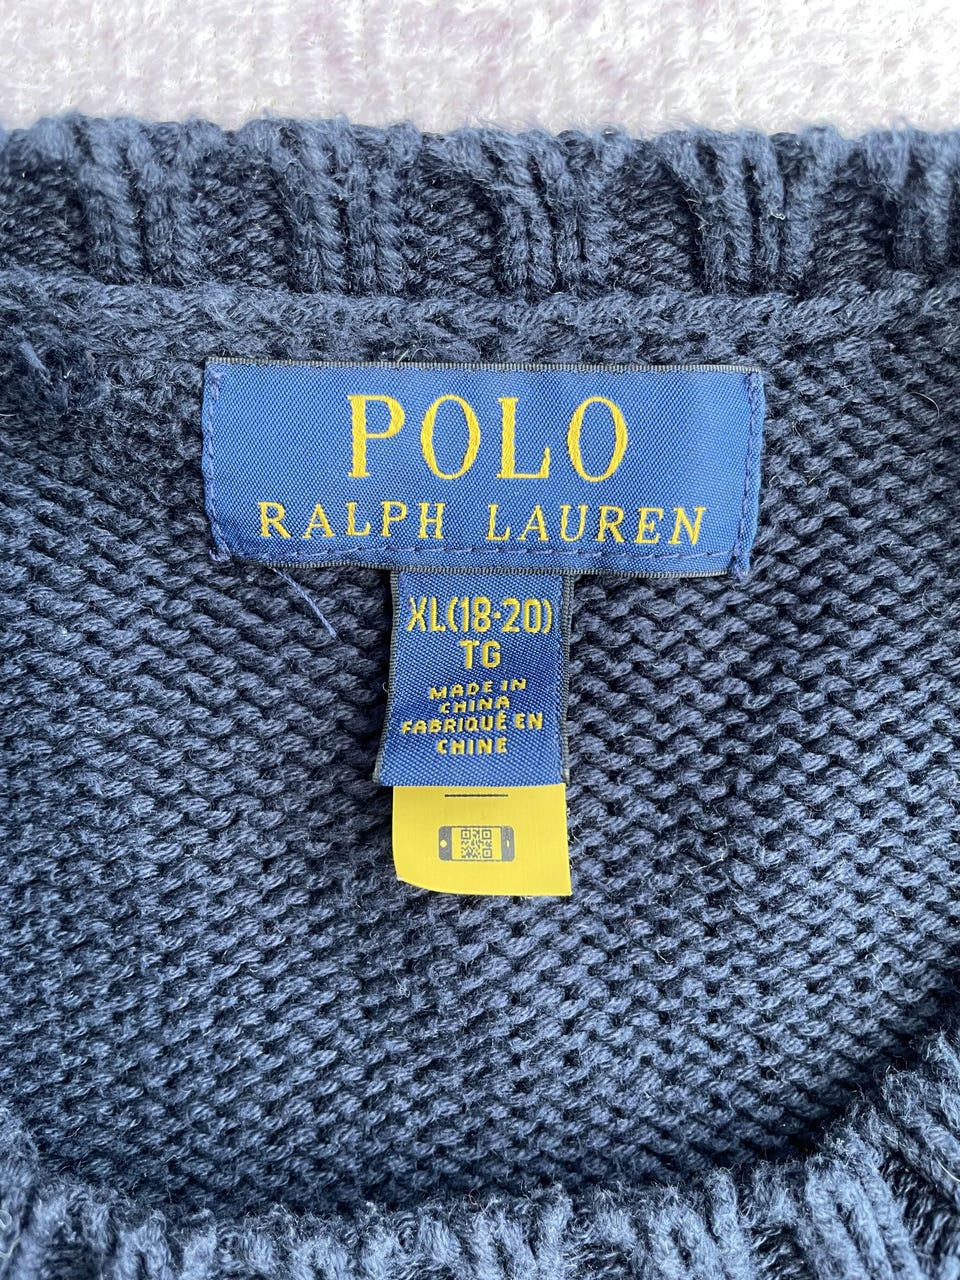 POLO
RALPH LAUREN
XL(18-20)
TG
MADE IN
CHINA
FABRIQUÉ EN
CHINE